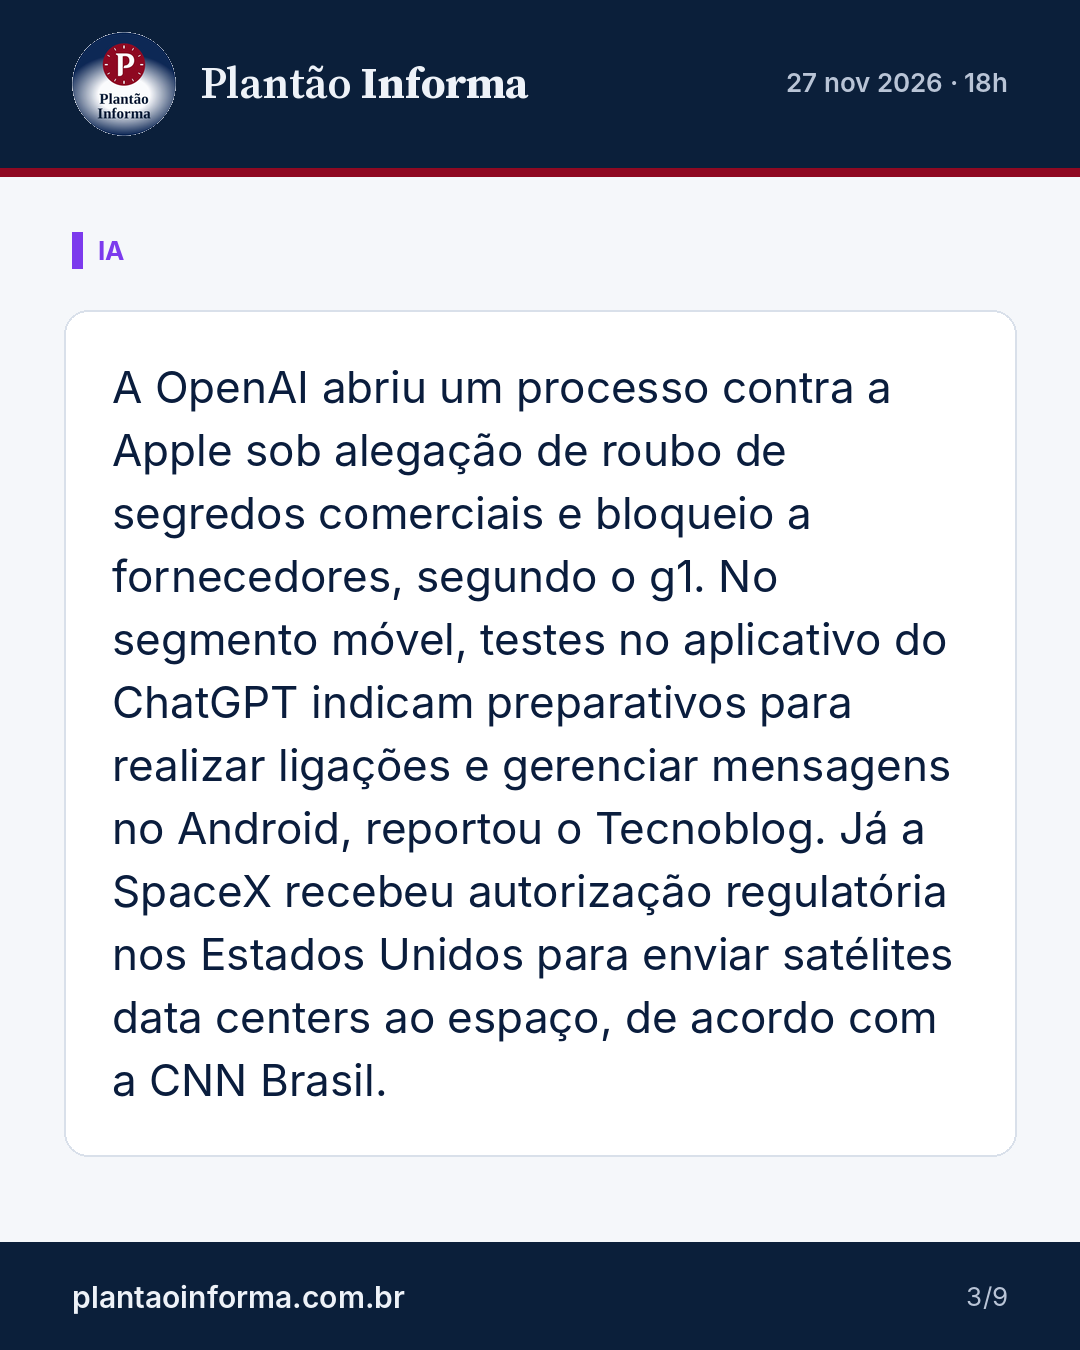 P
Plantão
Informa
Plantão Informa
27 nov 2026 · 18h
IA
A OpenAI abriu um processo contra a
Apple sob alegação de roubo de
segredos comerciais e bloqueio a
fornecedores, segundo o g1. No
segmento móvel, testes no aplicativo do
ChatGPT indicam preparativos para
realizar ligações e gerenciar mensagens
no Android, reportou o Tecnoblog. Já a
SpaceX recebeu autorização regulatória
nos Estados Unidos para enviar satélites
data centers ao espaço, de acordo com
a CNN Brasil.
plantaoinforma.com.br
3/9